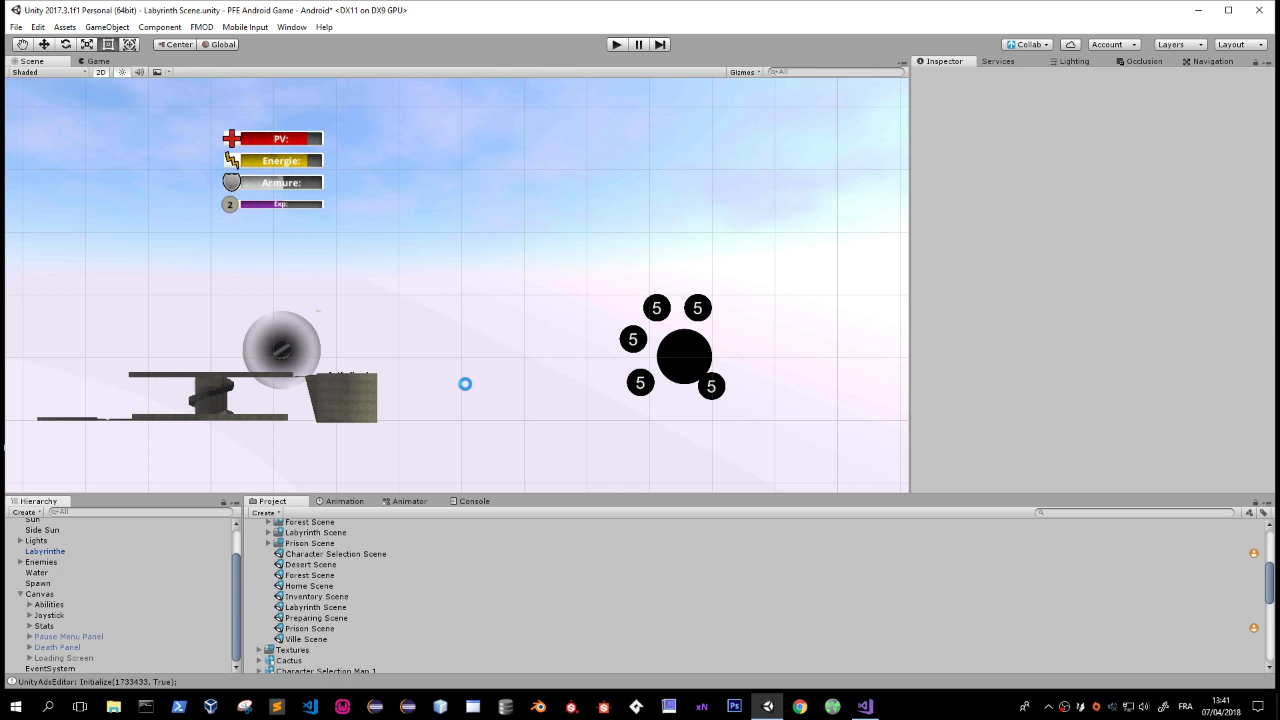 Unity 2017.3.1f1 Personal (64bit) - Labyrinth Scene.unity - PFE Android Game - Android* <DX11 on DX9 GPU>
File Edit Assets GameObject Component FMOD Mobile Input Window Help
Center Global Collab Account Layers Layout
Scene Game Inspector Services Lighting Occlusion Navigation
Shaded 2D Gizmos All
PV:
Energie:
Armure:
2 Exp:
5 5
5
5 5
Hierarchy Project Animation Animator Console
Create All Create
Sun Forest Scene
Side Sun Labyrinth Scene
Lights Prison Scene
Labyrinthe Character Selection Scene
Enemies Desert Scene
Water Forest Scene
Spawn Home Scene
Canvas Inventory Scene
Abilities Labyrinth Scene
Joystick Preparing Scene
Stats Prison Scene
Pause Menu Panel Ville Scene
Death Panel Textures
Loading Screen Cactus
EventSystem Character Selection Map 1
UnityAdsEditor: Initialize(1733433, True);
xN Ps FRA 13:41
07/04/2018